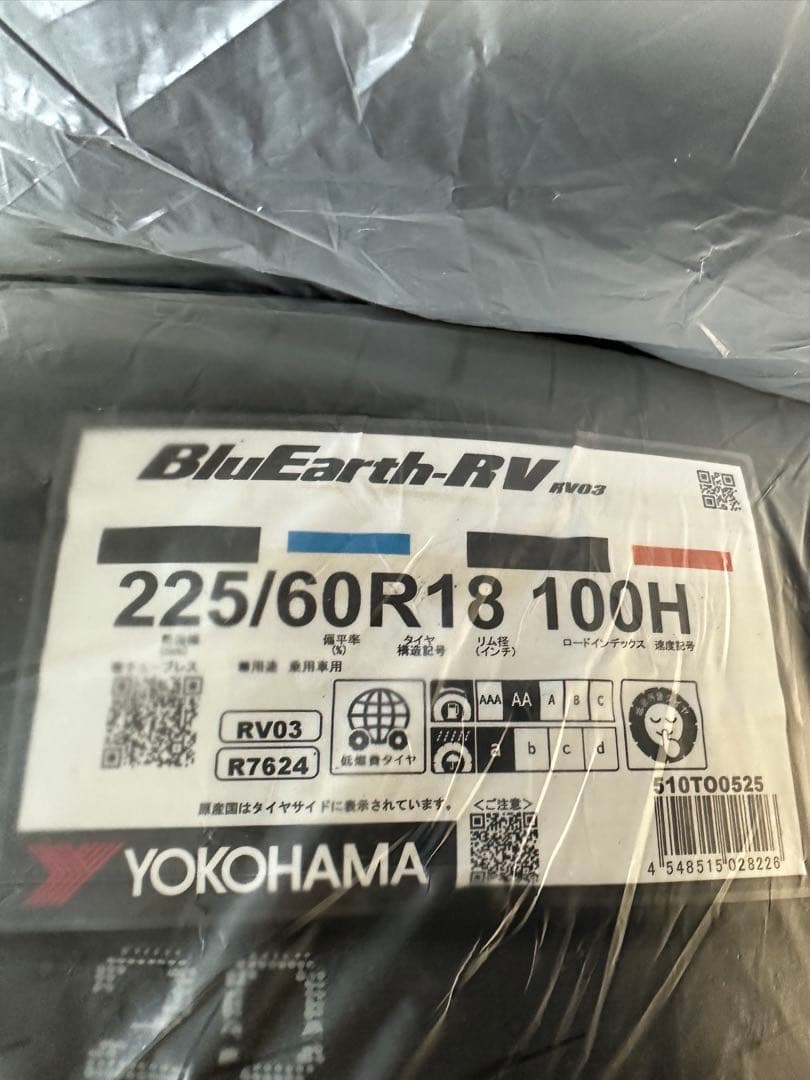 BluEarth-RV RV03
225/60R18 100H
偏平率(%) タイヤ構造記号 リム径(インチ) ロードインデックス 速度記号
■用途 乗用車用
RV03
R7624
低燃費タイヤ
AAA AA A B C
a b c d
510TO0525
原産国はタイヤサイドに表示されています。
<ご注意>
YOKOHAMA
4 548515 028226